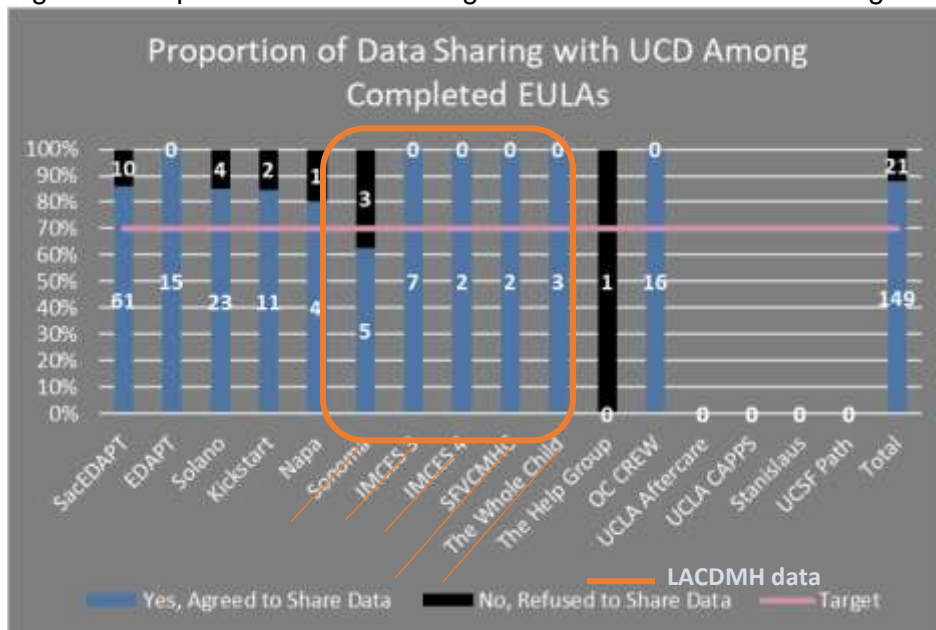 Proportion of Data Sharing with UCD Among
Completed EULAs
100%
90%
80%
70%
60%
50%
40%
30%
20%
10%
0%
10 0 4 2 1 3 0 0 0 0 0 21
61 15 23 11 4 5 7 2 2 3 1 16 149
0 0 0 0 0
SacEDAPT
EDAPT
Solano
Kickstart
Napa
Sonoma
IMCES 3
IMCES 4
SFVCMHC
The Whole Child
The Help Group
OC CREW
UCLA Aftercare
UCLA CAPPS
Stanislaus
UCSF Path
Total
LACDMH data
Yes, Agreed to Share Data No, Refused to Share Data Target